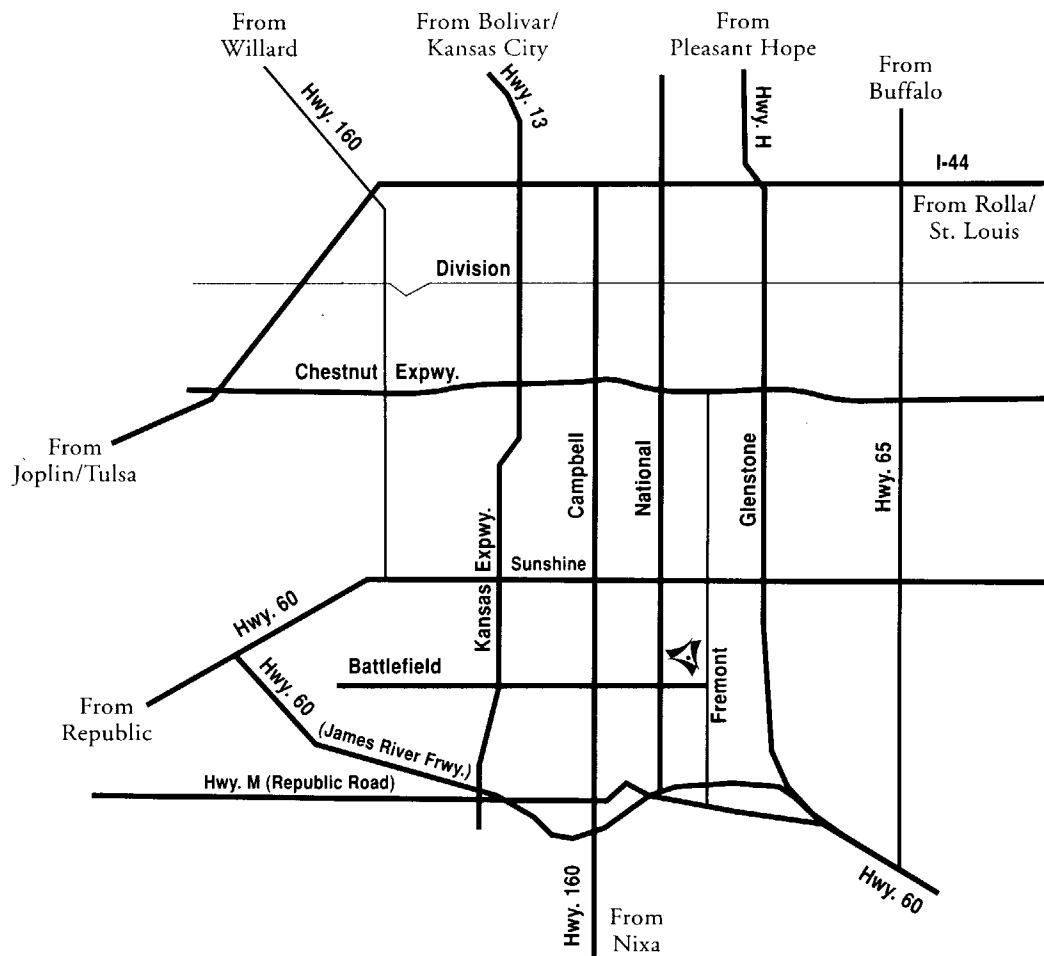 From
Willard
From Bolivar/
Kansas City
From
Pleasant Hope
From
Buffalo
Hwy. 160
Hwy. 13
Hwy. H
I-44
From Rolla/
St. Louis
Division
Chestnut Expwy.
From
Joplin/Tulsa
Kansas Expwy.
Campbell
National
Glenstone
Hwy. 65
Sunshine
Hwy. 60
Battlefield
Fremont
From
Republic
Hwy. 60
(James River Frwy.)
Hwy. M (Republic Road)
Hwy. 160
From
Nixa
Hwy. 60